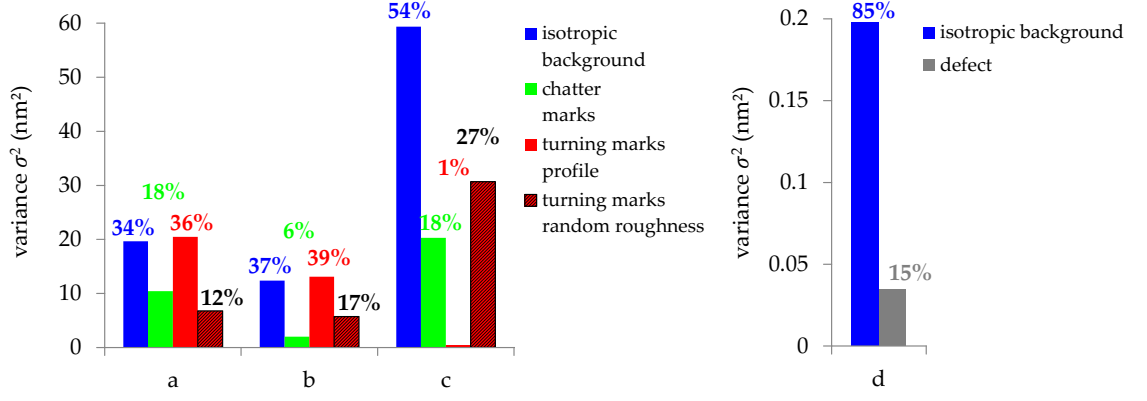 54%
60
50
40
30
20
10
0
variance σ² (nm²)
34%
18%
36%
12%
37%
6%
39%
17%
18%
1%
27%
a
b
c
isotropic
background
chatter
marks
turning marks
profile
turning marks
random roughness
85%
0.2
0.15
0.1
0.05
0
variance σ² (nm²)
15%
d
isotropic background
defect